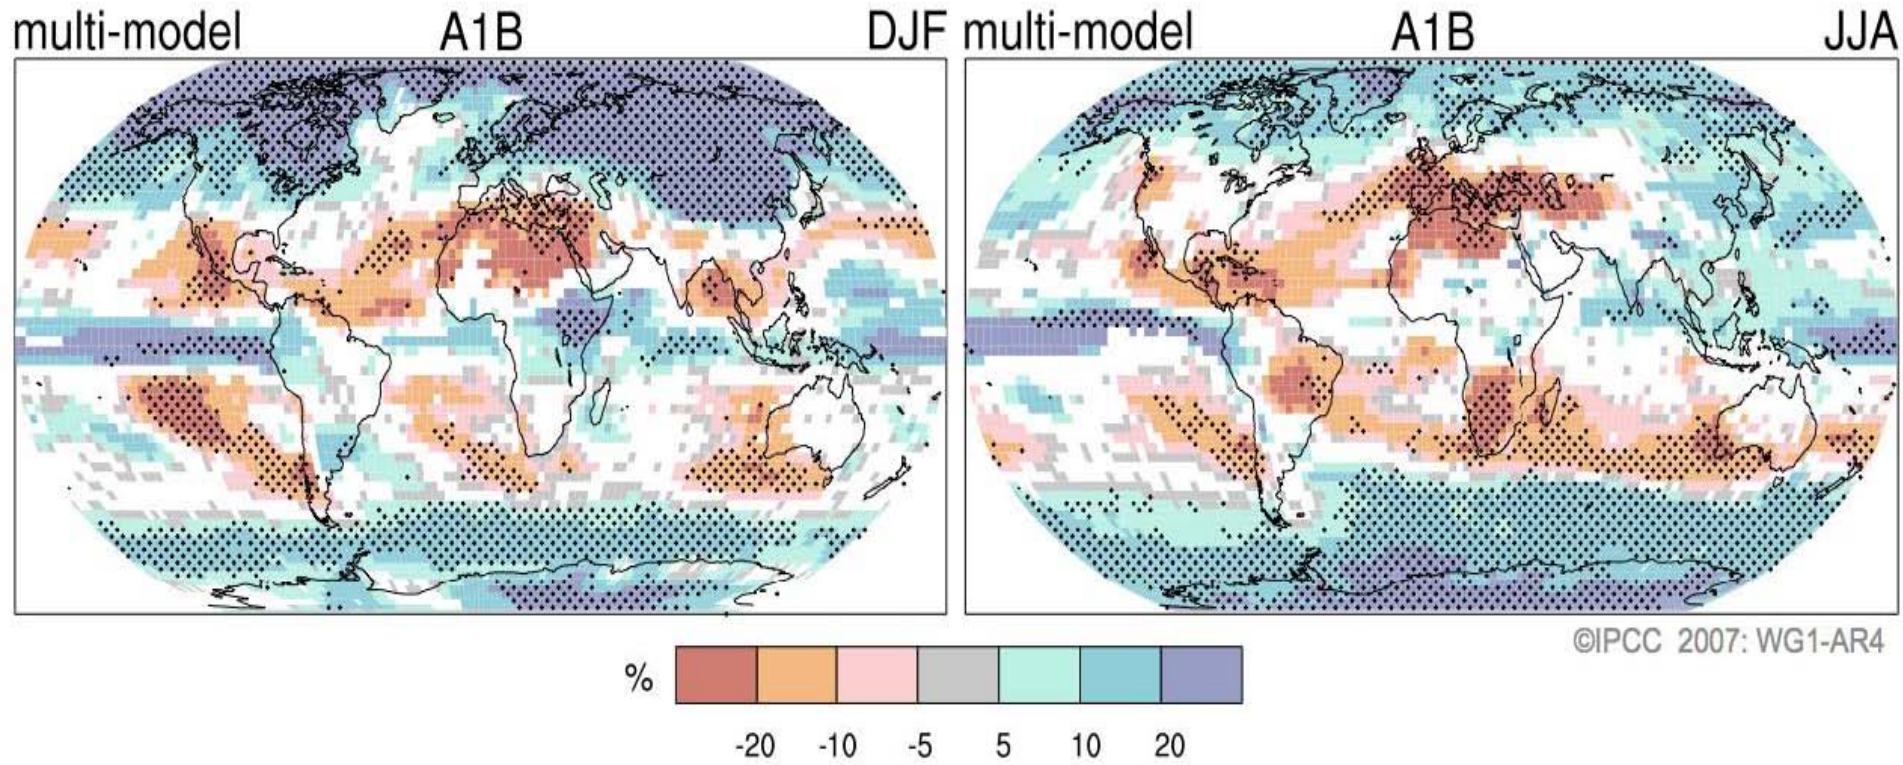 multi-model A1B DJF
multi-model A1B JJA
©IPCC 2007: WG1-AR4
%
-20 -10 -5 5 10 20